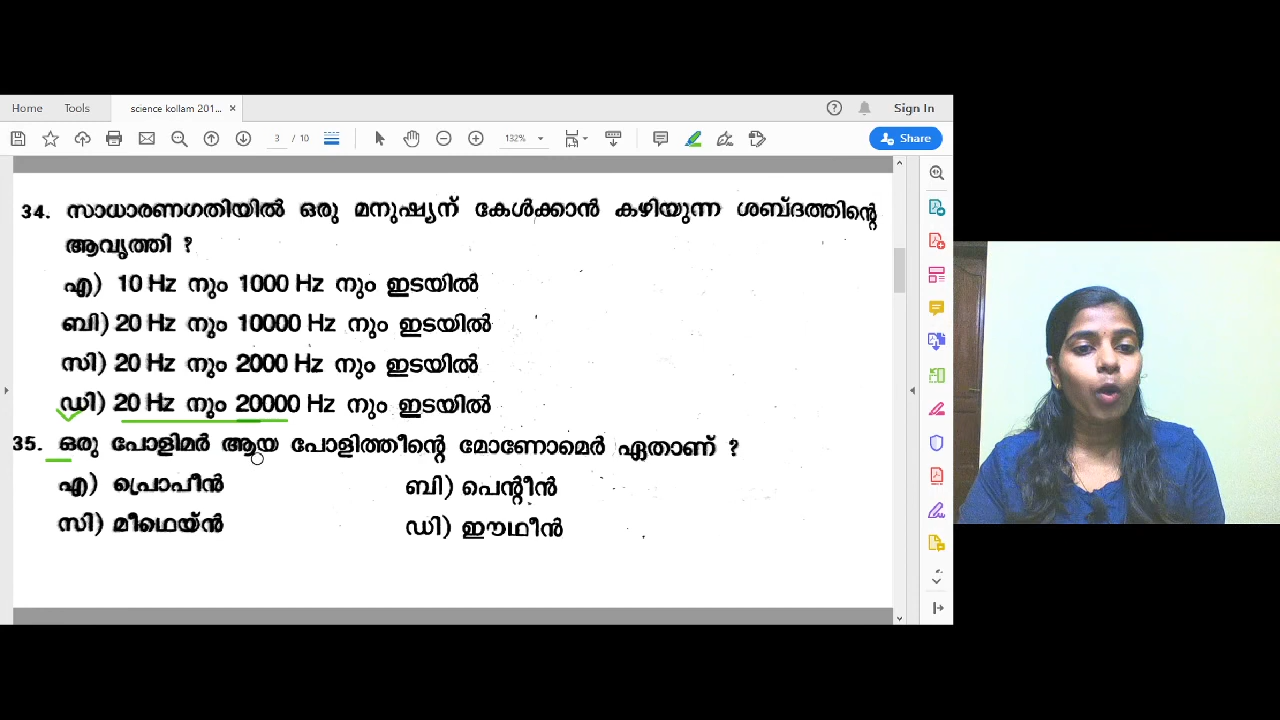 Home Tools science kollam 201... × Sign In
3 / 10 132% Share
34. സാധാരണഗതിയിൽ ഒരു മനുഷ്യന് കേൾക്കാൻ കഴിയുന്ന ശബ്ദത്തിന്റെ
ആവൃത്തി ?
എ) 10 Hz നും 1000 Hz നും ഇടയിൽ
ബി) 20 Hz നും 10000 Hz നും ഇടയിൽ
സി) 20 Hz നും 2000 Hz നും ഇടയിൽ
ഡി) 20 Hz നും 20000 Hz നും ഇടയിൽ
35. ഒരു പോളിമർ ആയ പോളിത്തീന്റെ മോണോമെർ ഏതാണ് ?
എ) പ്രൊപീൻ ബി) പെന്റീൻ
സി) മീഥെയ്ൻ ഡി) ഈഥീൻ